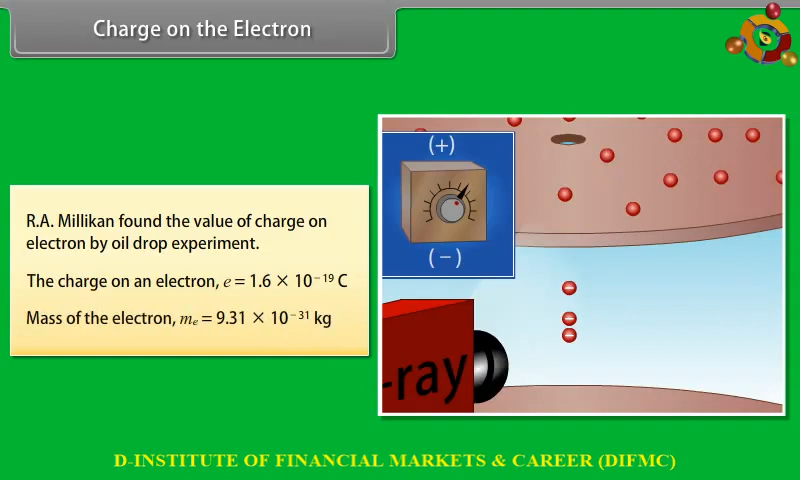 Charge on the Electron
R.A. Millikan found the value of charge on
electron by oil drop experiment.
The charge on an electron, e = 1.6 × 10⁻¹⁹ C
Mass of the electron, mₑ = 9.31 × 10⁻³¹ kg
(+)
(−)
-ray
D-INSTITUTE OF FINANCIAL MARKETS & CAREER (DIFMC)